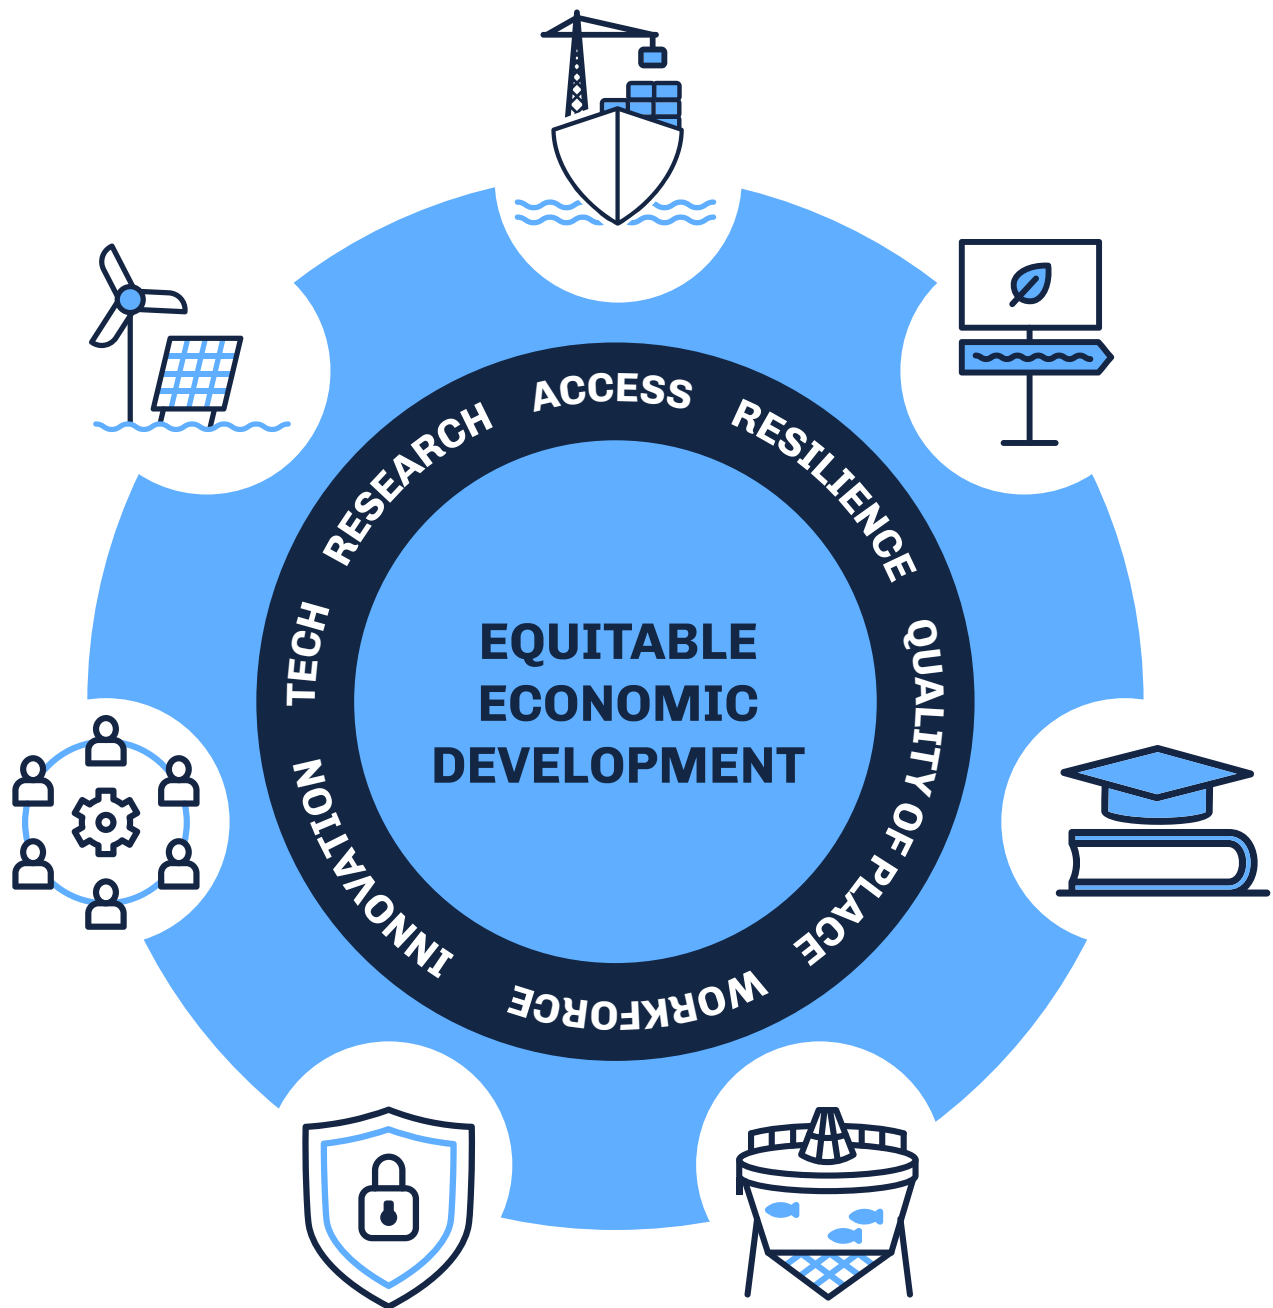 EQUITABLE
ECONOMIC
DEVELOPMENT
ACCESS
RESILIENCE
QUALITY OF PLACE
WORKFORCE
INNOVATION
TECH
RESEARCH